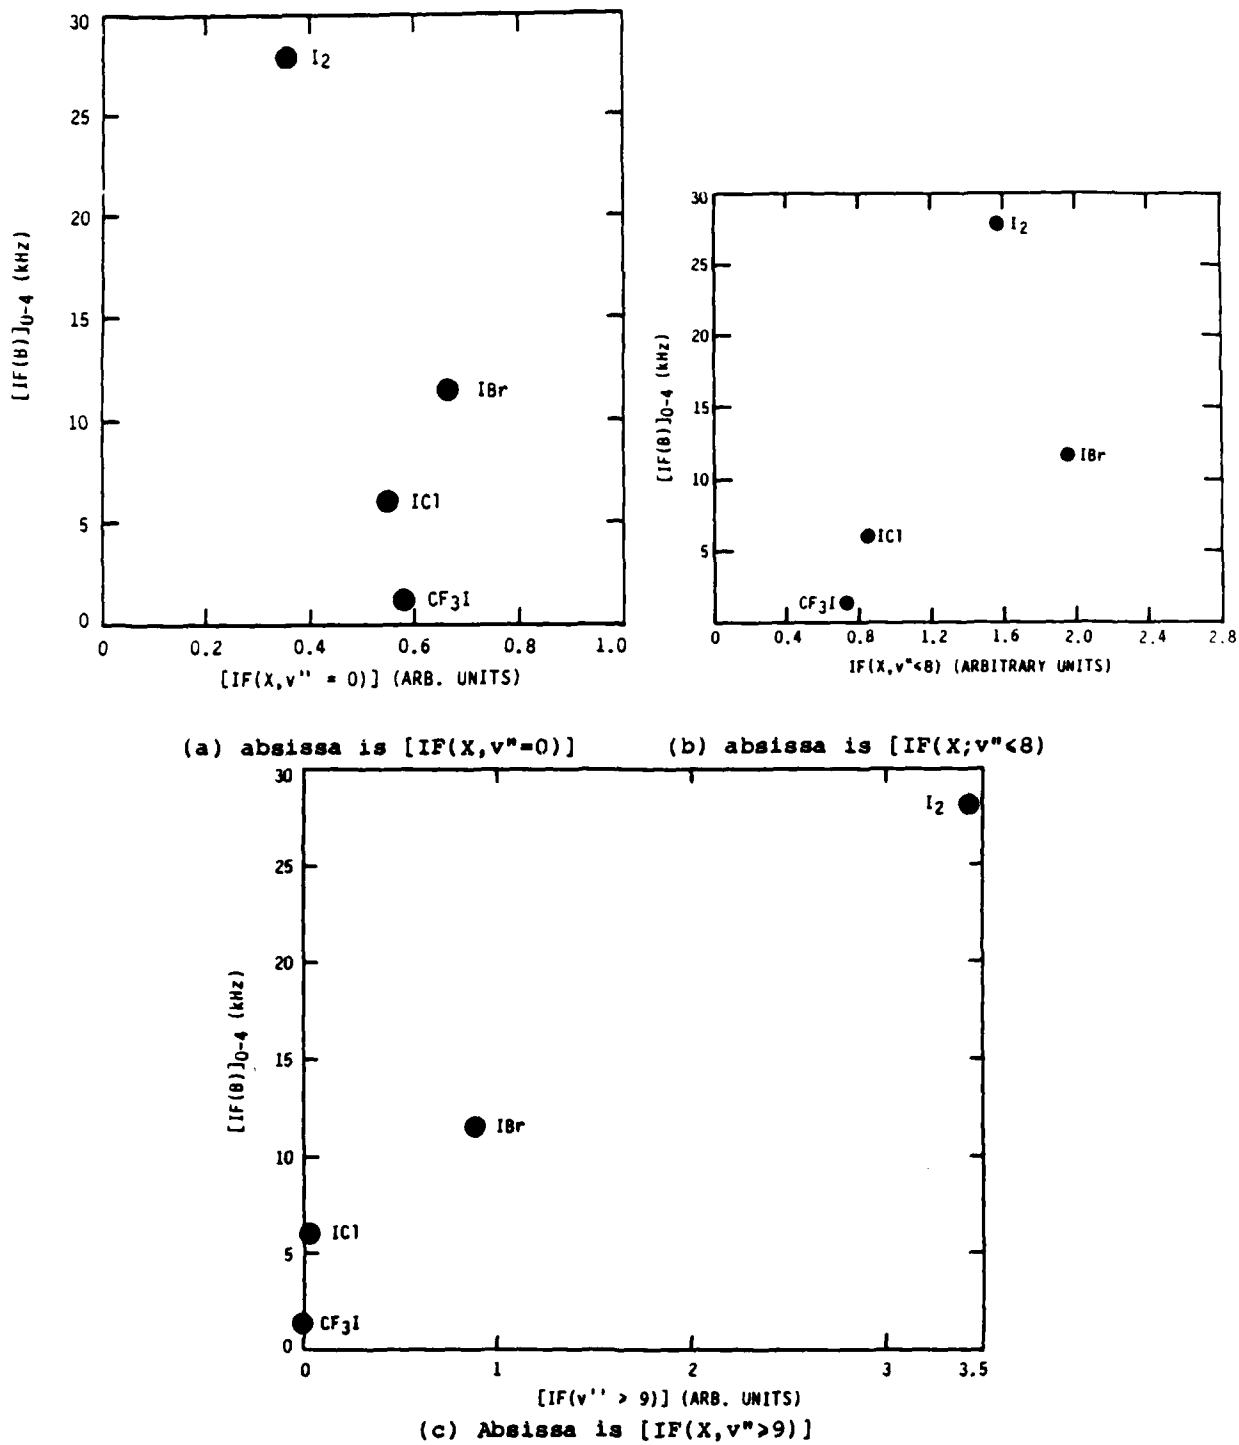 30
25
20
15
10
5
0
[IF(B)]0-4 (kHz)
I2
IBr
ICl
CF3I
0 0.2 0.4 0.6 0.8 1.0
[IF(X,v'' = 0)] (ARB. UNITS)
(a) absissa is [IF(X,v"=0)]
30
25
20
15
10
5
[IF(B)]0-4 (kHz)
I2
IBr
ICl
CF3I
0 0.4 0.8 1.2 1.6 2.0 2.4 2.8
IF(X,v"≤8) (ARBITRARY UNITS)
(b) absissa is [IF(X;v"≤8)
30
25
20
15
10
5
0
[IF(B)]0-4 (kHz)
I2
IBr
ICl
CF3I
0 1 2 3 3.5
[IF(v'' > 9)] (ARB. UNITS)
(c) Absissa is [IF(X,v"≥9)]